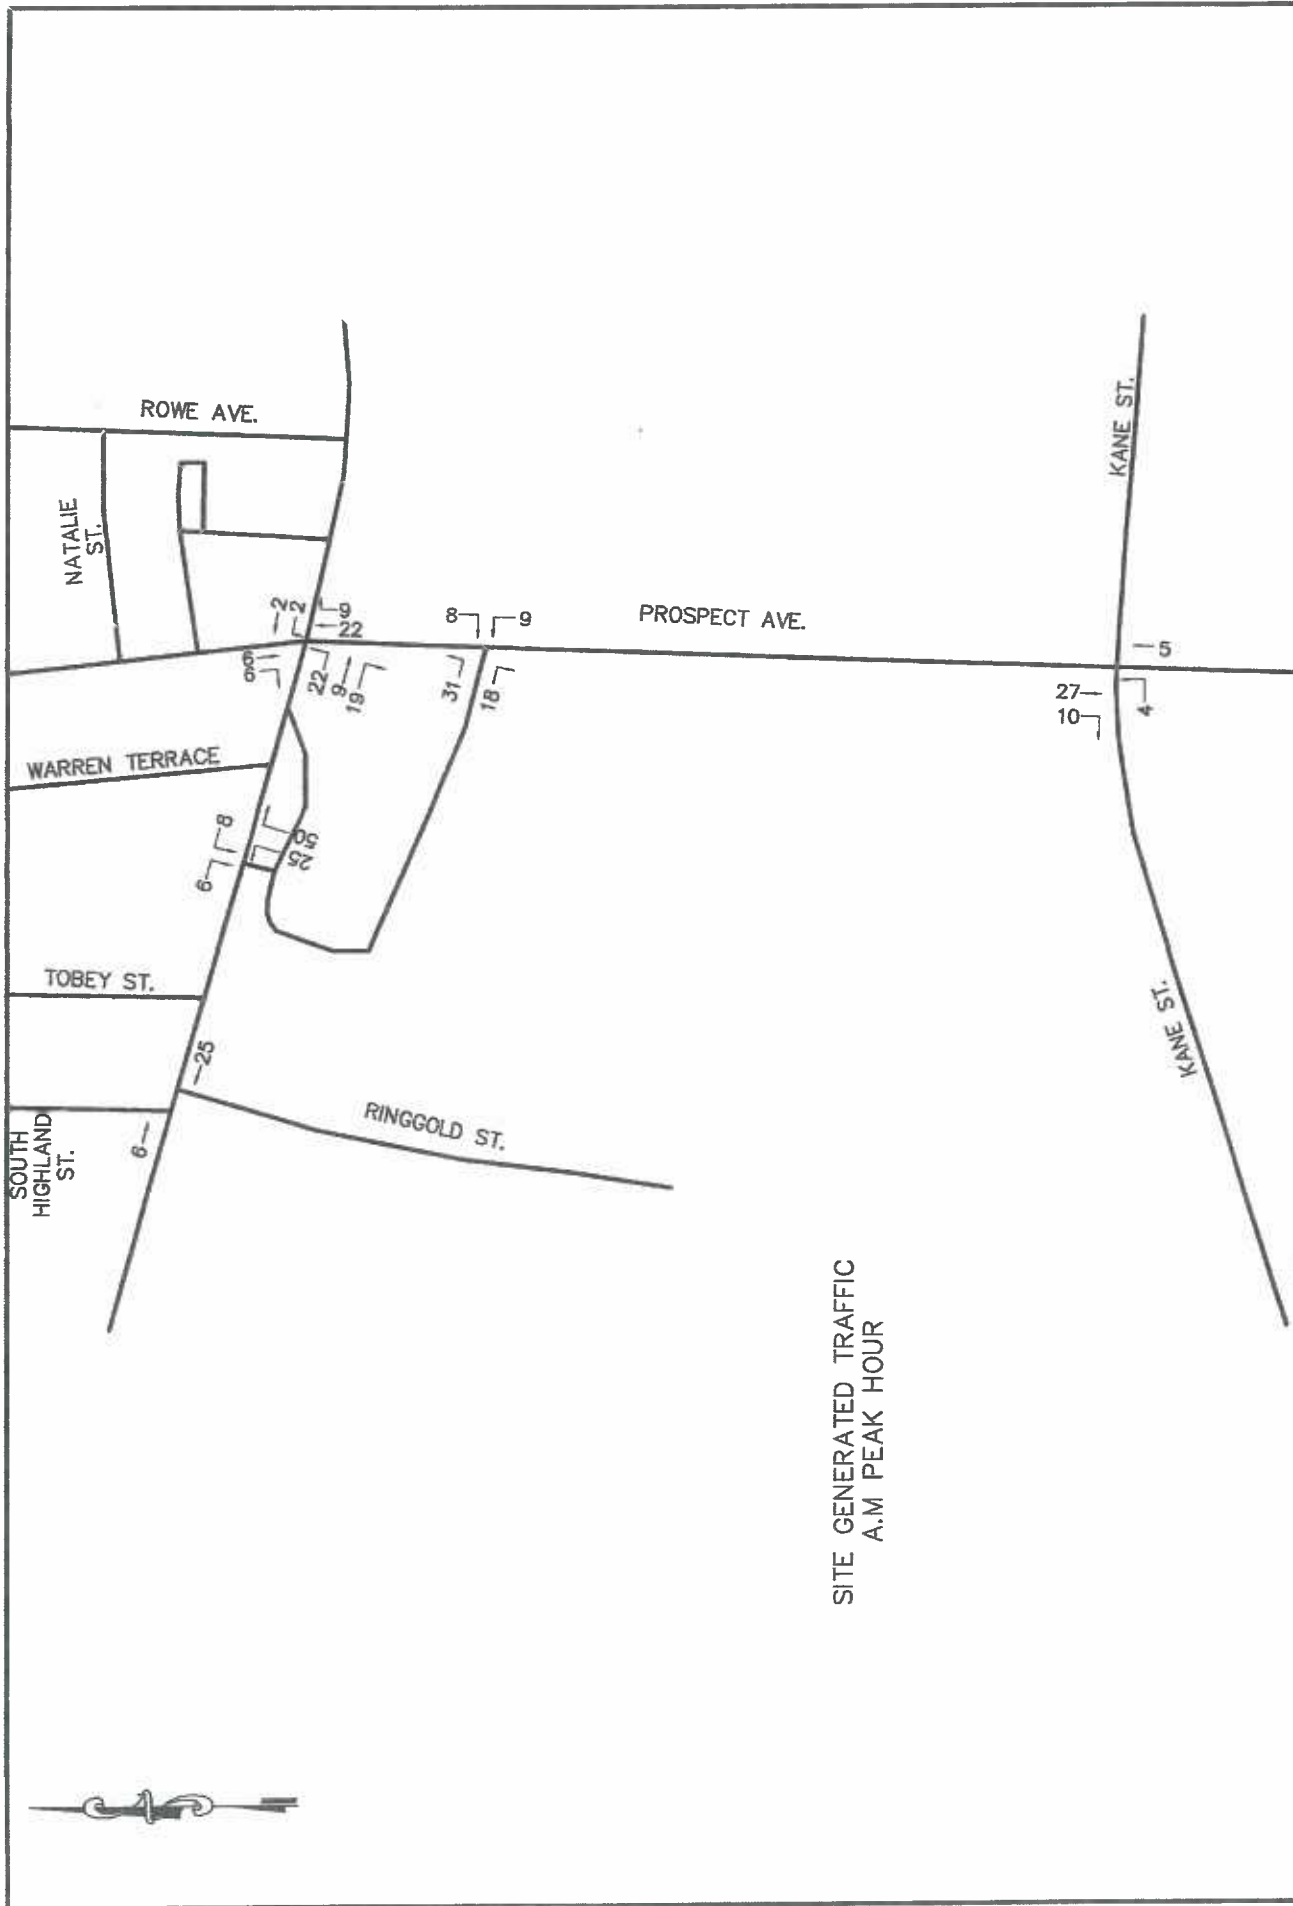 ROWE AVE.
NATALIE
ST.
KANE ST.
2
2
9
22
8
9
PROSPECT AVE.
5
6
6
22
9
19
31
18
27
10
4
WARREN TERRACE
8
6
50
25
TOBEY ST.
KANE ST.
25
RINGGOLD ST.
6
SOUTH
HIGHLAND
ST.
SITE GENERATED TRAFFIC
A.M PEAK HOUR